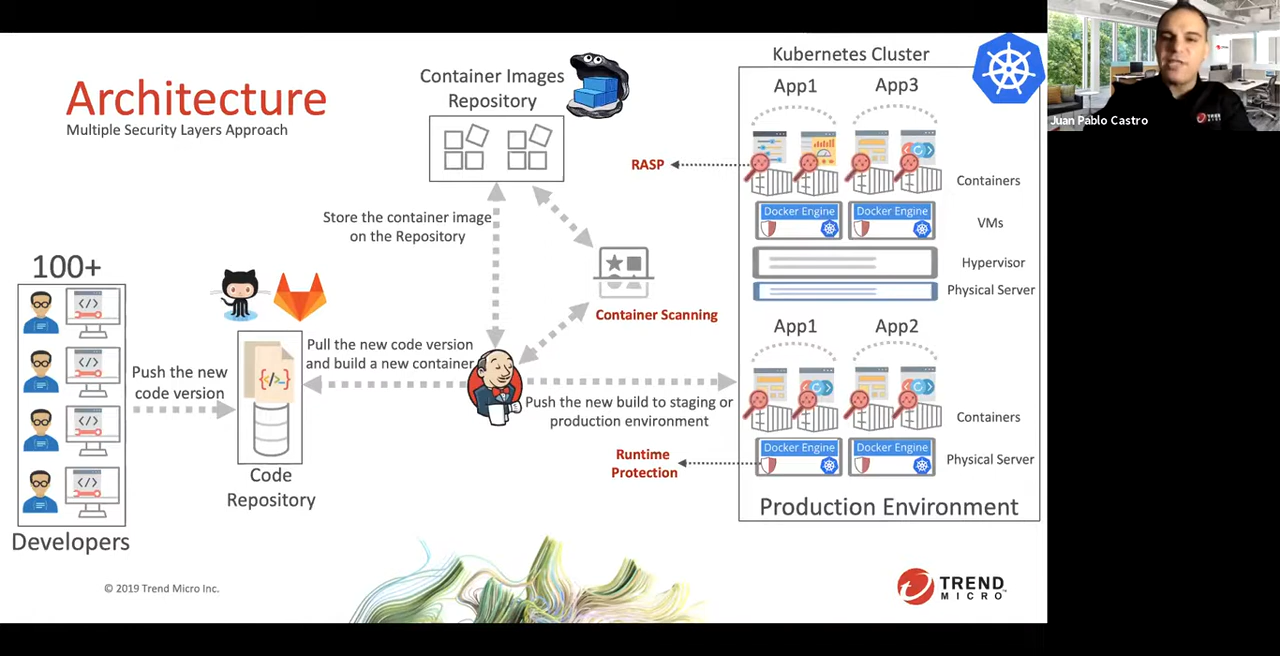 Architecture
Multiple Security Layers Approach
Container Images
Repository
Kubernetes Cluster
App1
App3
RASP
Containers
Docker Engine
Docker Engine
VMs
Hypervisor
Physical Server
Store the container image
on the Repository
Container Scanning
100+
Developers
Push the new
code version
</>
</>
</>
</>
{</>_}
Code
Repository
Pull the new code version
and build a new container
Push the new build to staging or
production environment
Runtime
Protection
App1
App2
Containers
Docker Engine
Docker Engine
Physical Server
Production Environment
© 2019 Trend Micro Inc.
TREND
MICRO™
Juan Pablo Castro
TREND